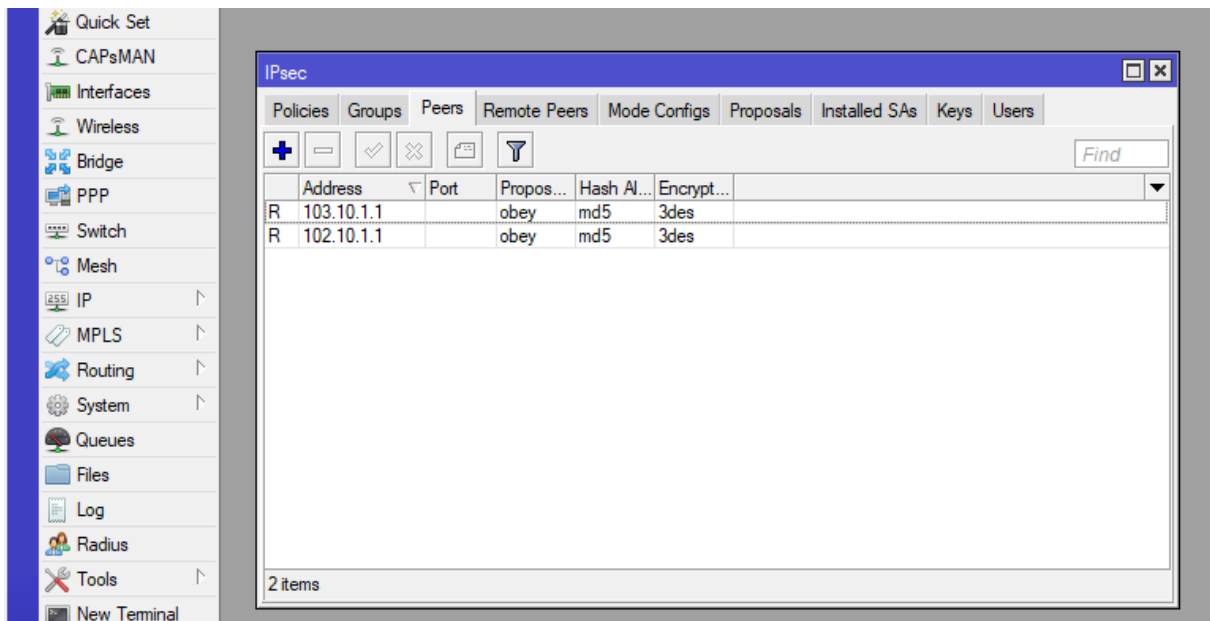 Quick Set
CAPsMAN
Interfaces
Wireless
Bridge
PPP
Switch
Mesh
255 IP
MPLS
Routing
System
Queues
Files
Log
Radius
Tools
New Terminal
IPsec
Policies Groups Peers Remote Peers Mode Configs Proposals Installed SAs Keys Users
Find
Address Port Propos... Hash Al... Encrypt...
R 103.10.1.1 obey md5 3des
R 102.10.1.1 obey md5 3des
2 items